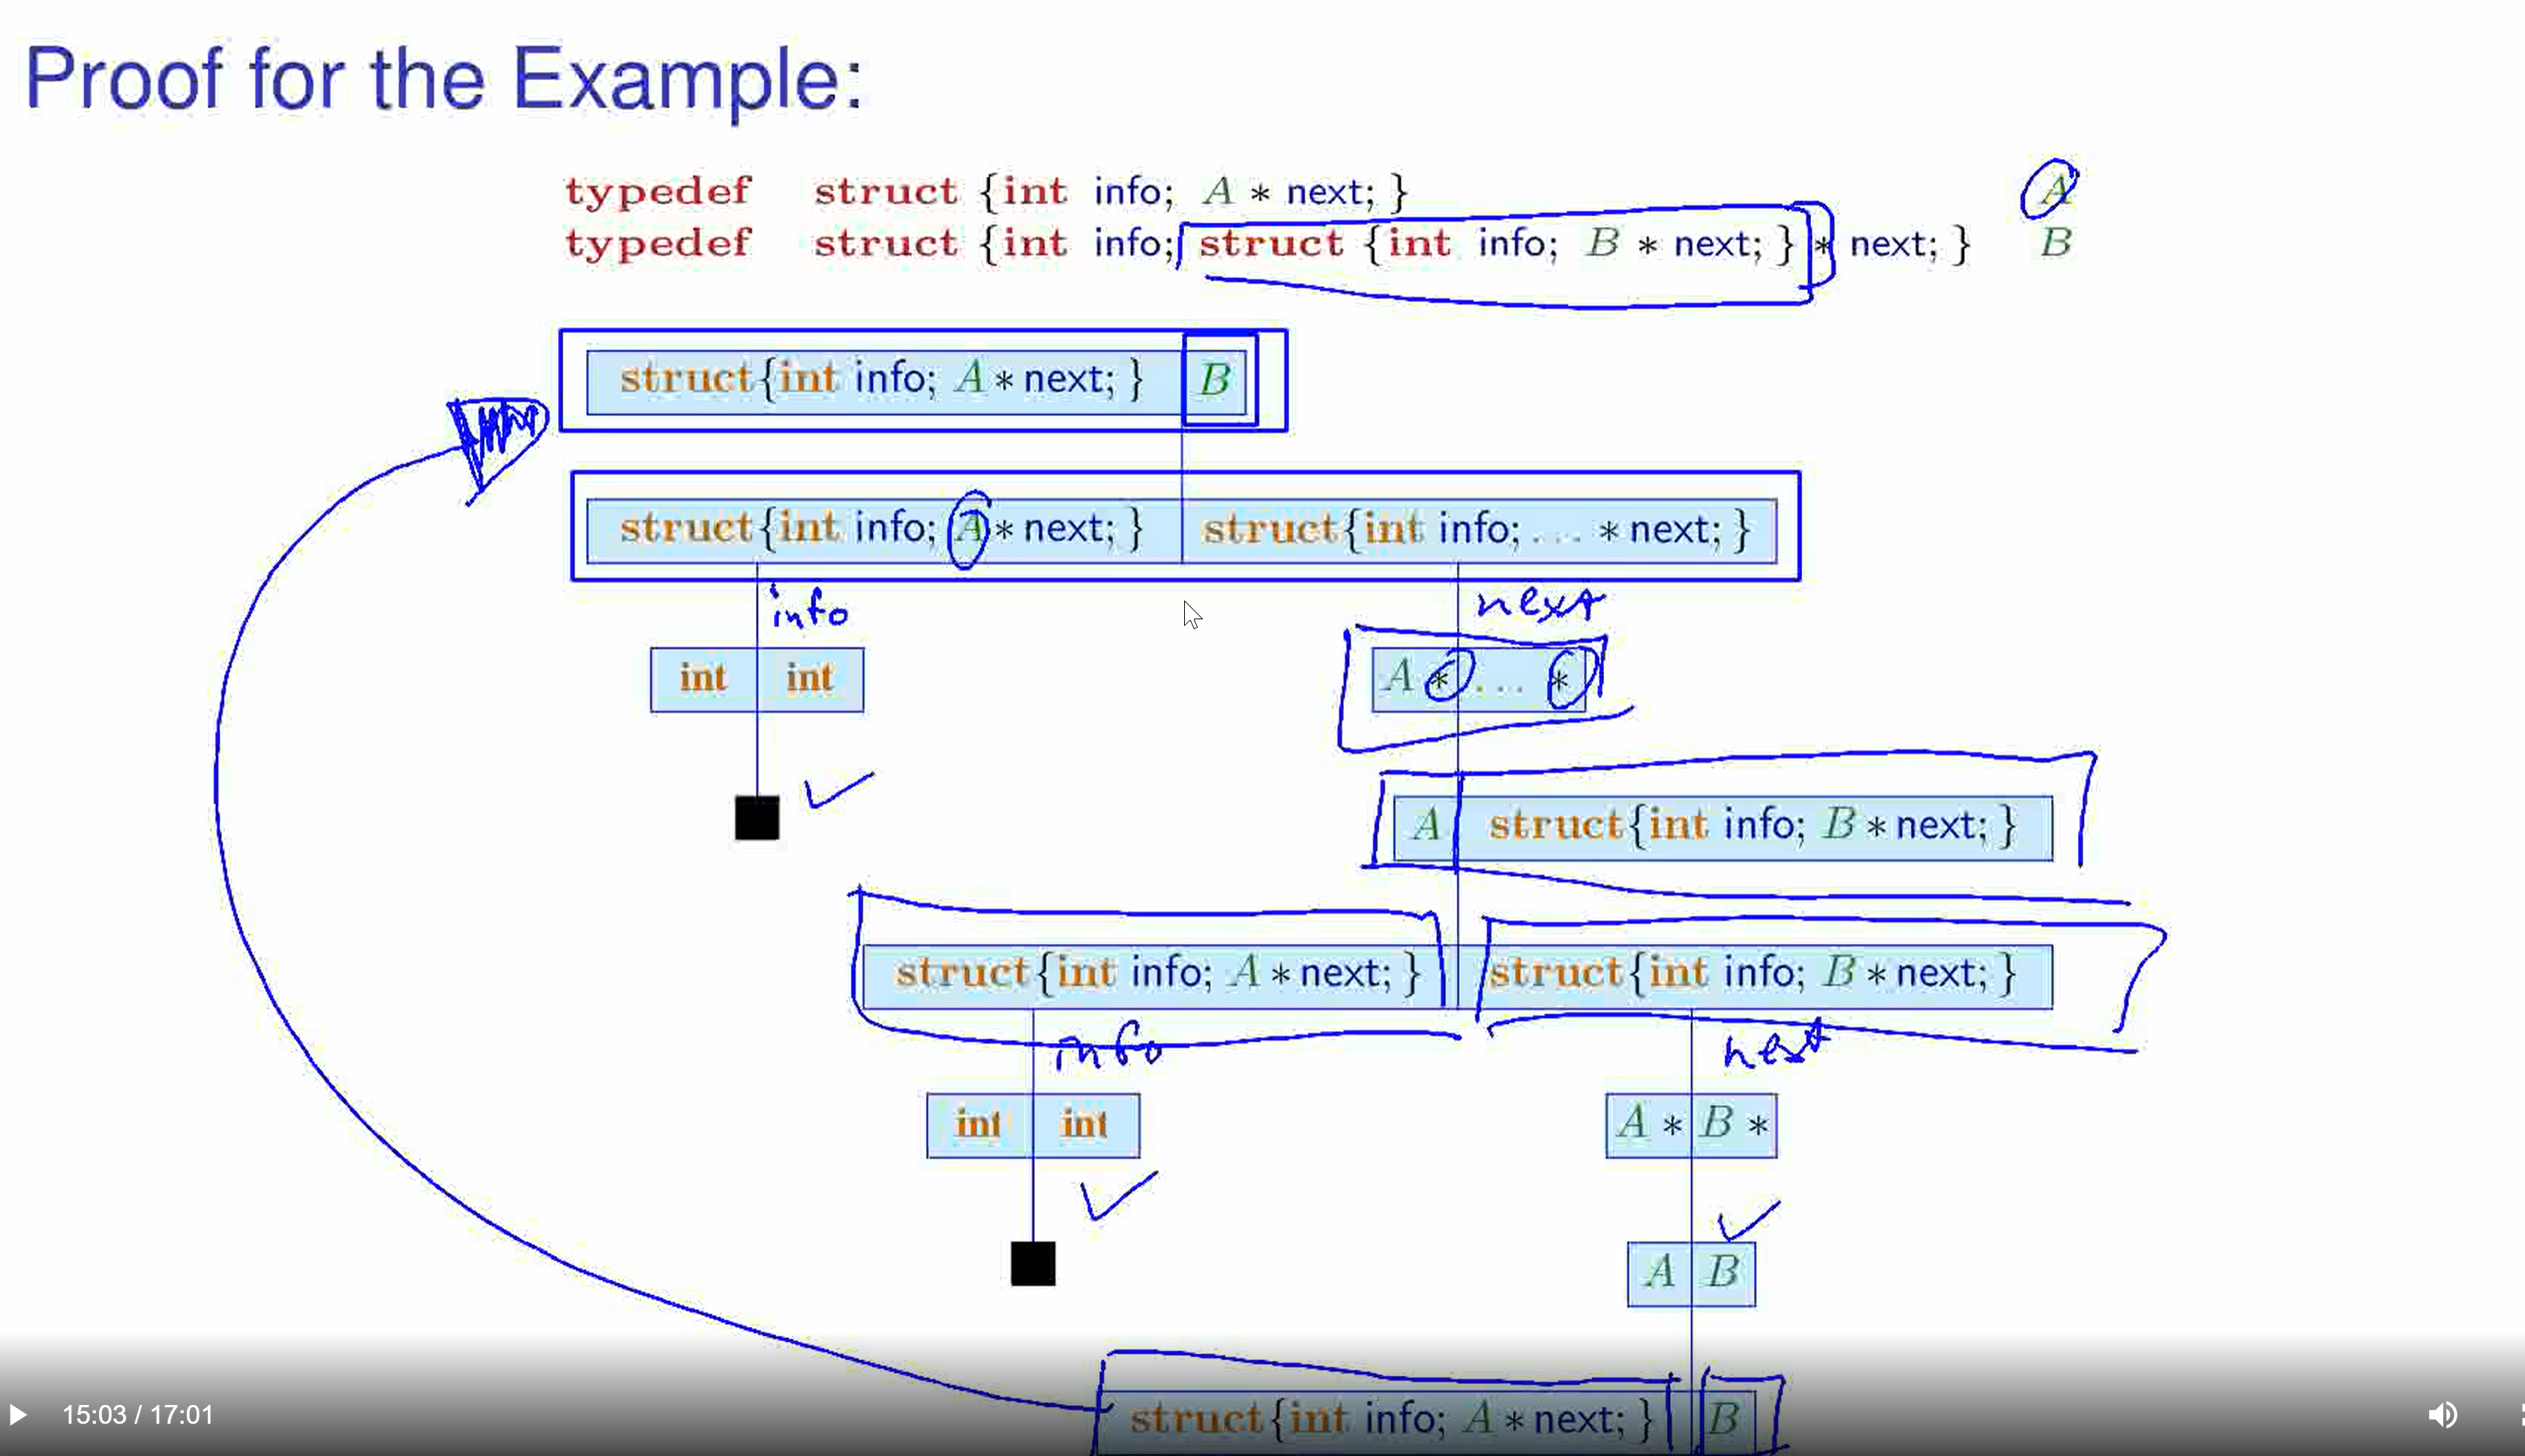 Proof for the Example:
typedef struct {int info; A * next; } A
typedef struct {int info; struct {int info; B * next; } * next; } B
struct{int info; A * next; } B
struct{int info; A * next; } struct{int info; ... * next; }
info next
int int A * ... *
A struct{int info; B * next; }
struct{int info; A * next; } struct{int info; B * next; }
info next
int int A * B *
A B
struct{int info; A * next; } B
15:03 / 17:01